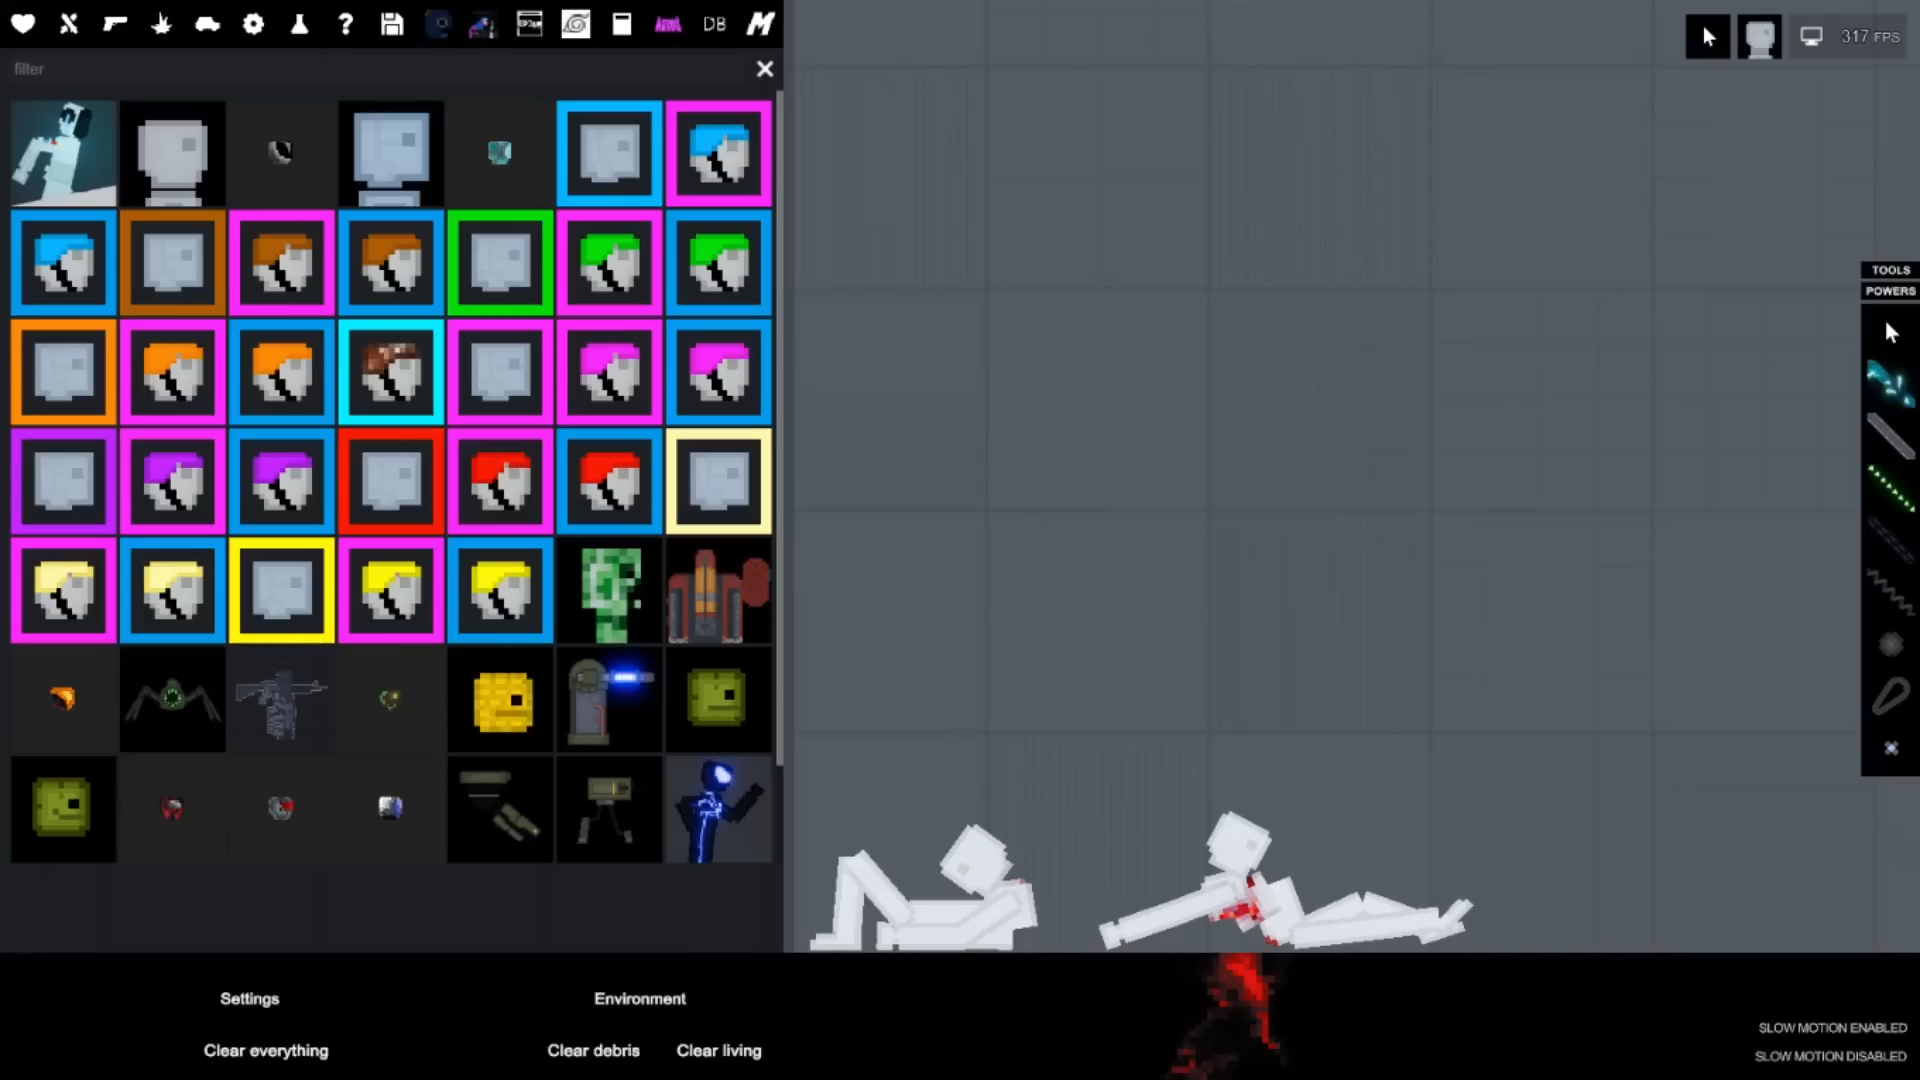 ?
DB
M
317 FPS
filter
TOOLS
POWERS
Settings
Environment
Clear everything
Clear debris
Clear living
SLOW MOTION ENABLED
SLOW MOTION DISABLED